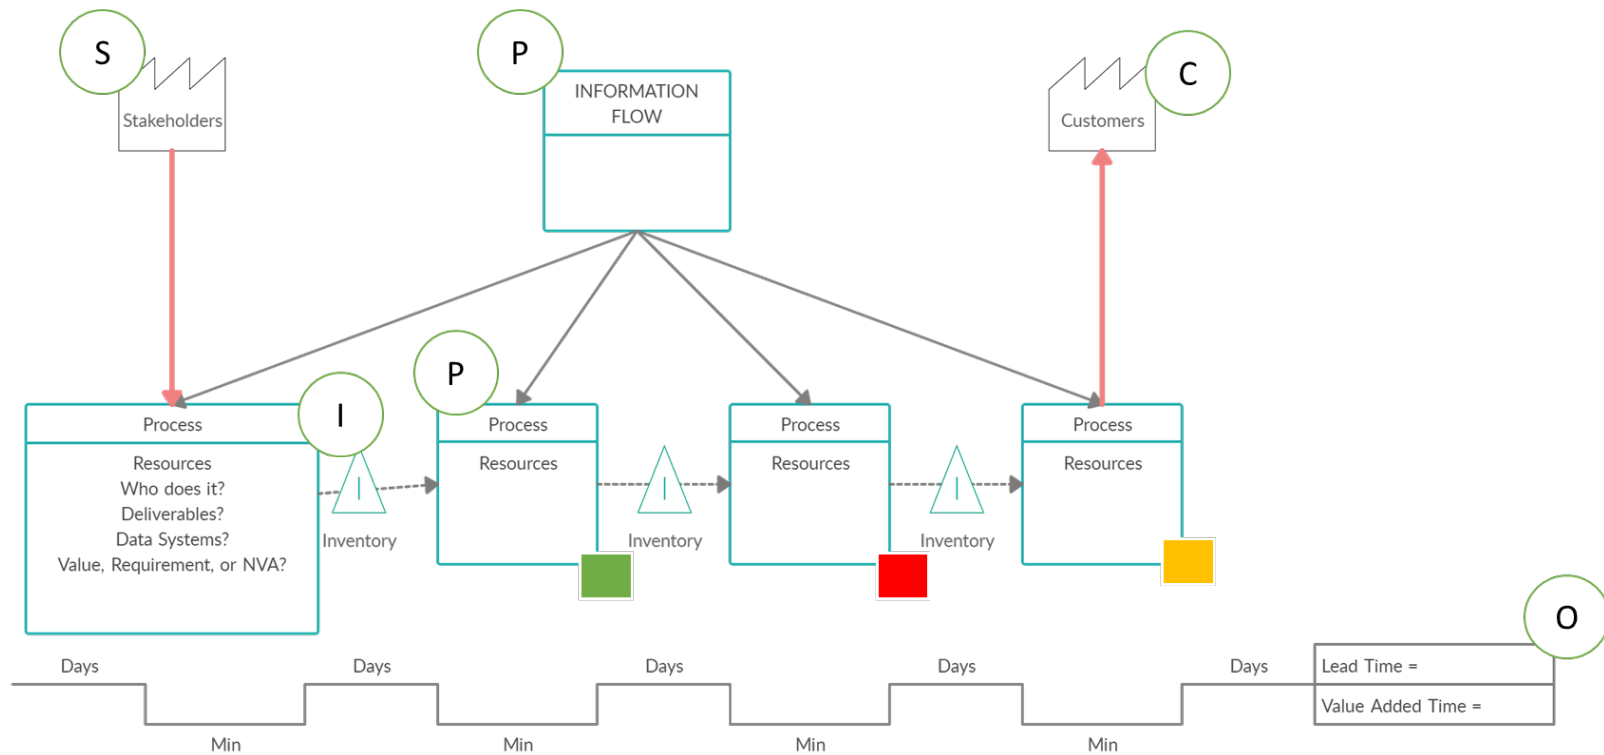 S
P
C
INFORMATION
FLOW
Stakeholders
Customers
I
P
Process
Resources
Who does it?
Deliverables?
Data Systems?
Value, Requirement, or NVA?
I
Inventory
Process
Resources
I
Inventory
Process
Resources
I
Inventory
Process
Resources
O
Days
Days
Days
Days
Days
Lead Time =
Value Added Time =
Min
Min
Min
Min